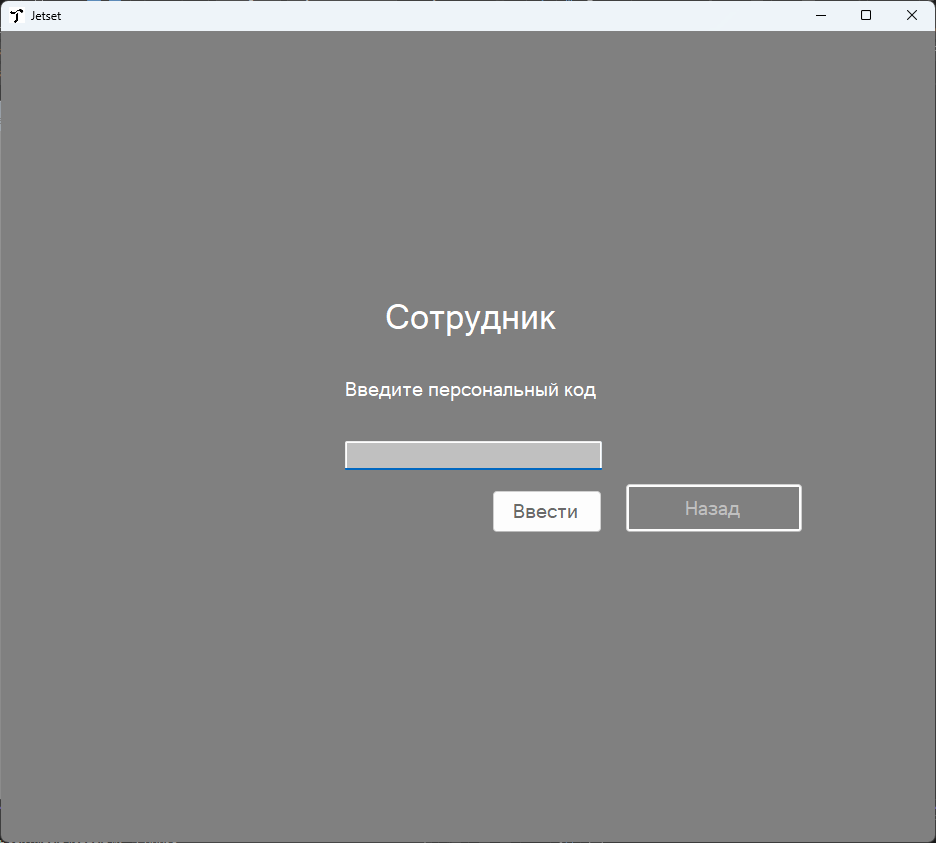 Jetset
Сотрудник
Введите персональный код
Ввести
Назад